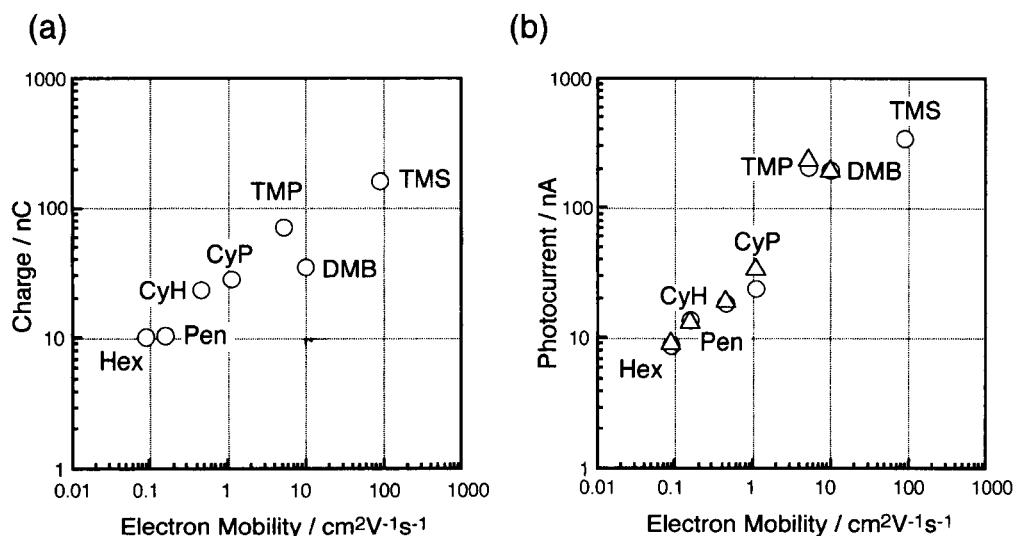 (a)
1000
100
10
1
0.01
0.1
1
10
100
1000
Charge / nC
Electron Mobility / cm²V⁻¹s⁻¹
TMS
TMP
CyP
DMB
CyH
Pen
Hex
(b)
1000
100
10
1
0.01
0.1
1
10
100
1000
Photocurrent / nA
Electron Mobility / cm²V⁻¹s⁻¹
TMS
TMP
DMB
CyP
CyH
Pen
Hex